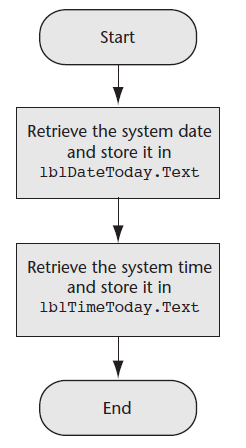 Start
Retrieve the system date
and store it in
lblDateToday.Text
Retrieve the system time
and store it in
lblTimeToday.Text
End